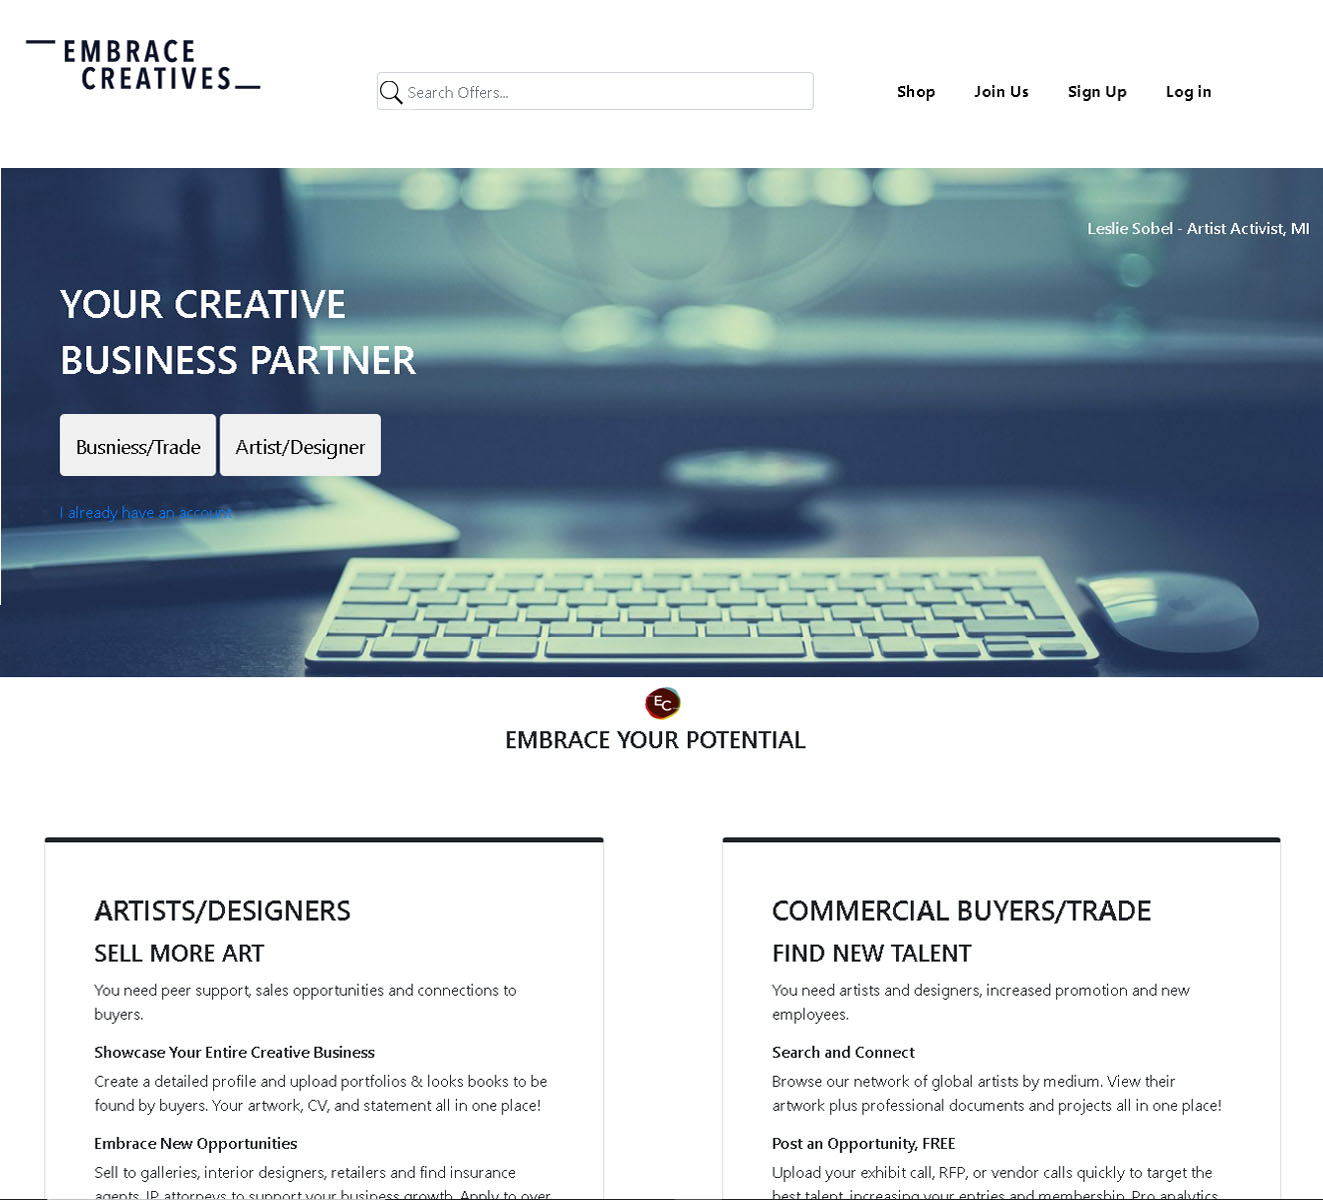 EMBRACE
CREATIVES
Search Offers...
Shop Join Us Sign Up Log in
Leslie Sobel - Artist Activist, MI
YOUR CREATIVE
BUSINESS PARTNER
Busniess/Trade Artist/Designer
I already have an account
EC
EMBRACE YOUR POTENTIAL
ARTISTS/DESIGNERS
SELL MORE ART
You need peer support, sales opportunities and connections to
buyers.
Showcase Your Entire Creative Business
Create a detailed profile and upload portfolios & looks books to be
found by buyers. Your artwork, CV, and statement all in one place!
Embrace New Opportunities
Sell to galleries, interior designers, retailers and find insurance
agents, IP attorneys to support your business growth. Apply to over
COMMERCIAL BUYERS/TRADE
FIND NEW TALENT
You need artists and designers, increased promotion and new
employees.
Search and Connect
Browse our network of global artists by medium. View their
artwork plus professional documents and projects all in one place!
Post an Opportunity, FREE
Upload your exhibit call, RFP, or vendor calls quickly to target the
best talent, increasing your entries and membership. Pro analytics